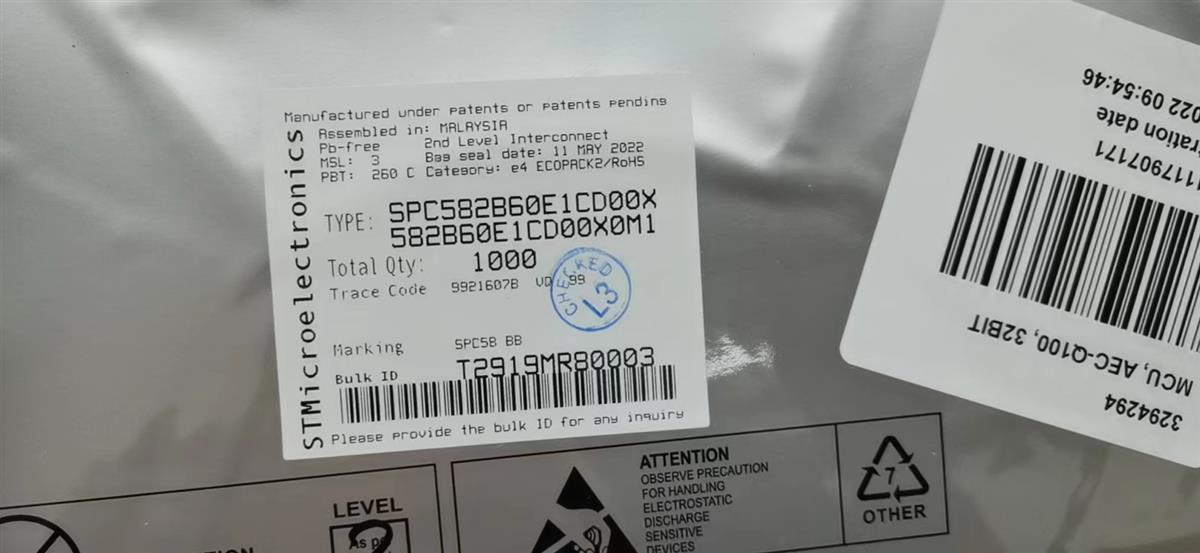 Manufactured under patents or patents pending
Assembled in: MALAYSIA
Pb-free 2nd Level Interconnect
MSL: 3 Bag seal date: 11 MAY 2022
PBT: 260 C Category: e4 ECOPACK2/RoHS
STMicroelectronics
TYPE: SPC582B60E1CD00X
582B60E1CD00X0M1
Total Qty: 1000
Trace Code 9921607B VQ 99
CHECKED
L3
Marking SPC58 BB
Bulk ID T2919MR80003
Please provide the bulk ID for any inquiry
022 09:54:46
ration date
1117907171
MCU, AEC-Q100, 32BIT
3294294
LEVEL
As
ATTENTION
OBSERVE PRECAUTION
FOR HANDLING
ELECTROSTATIC
DISCHARGE
SENSITIVE
DEVICES
7
OTHER